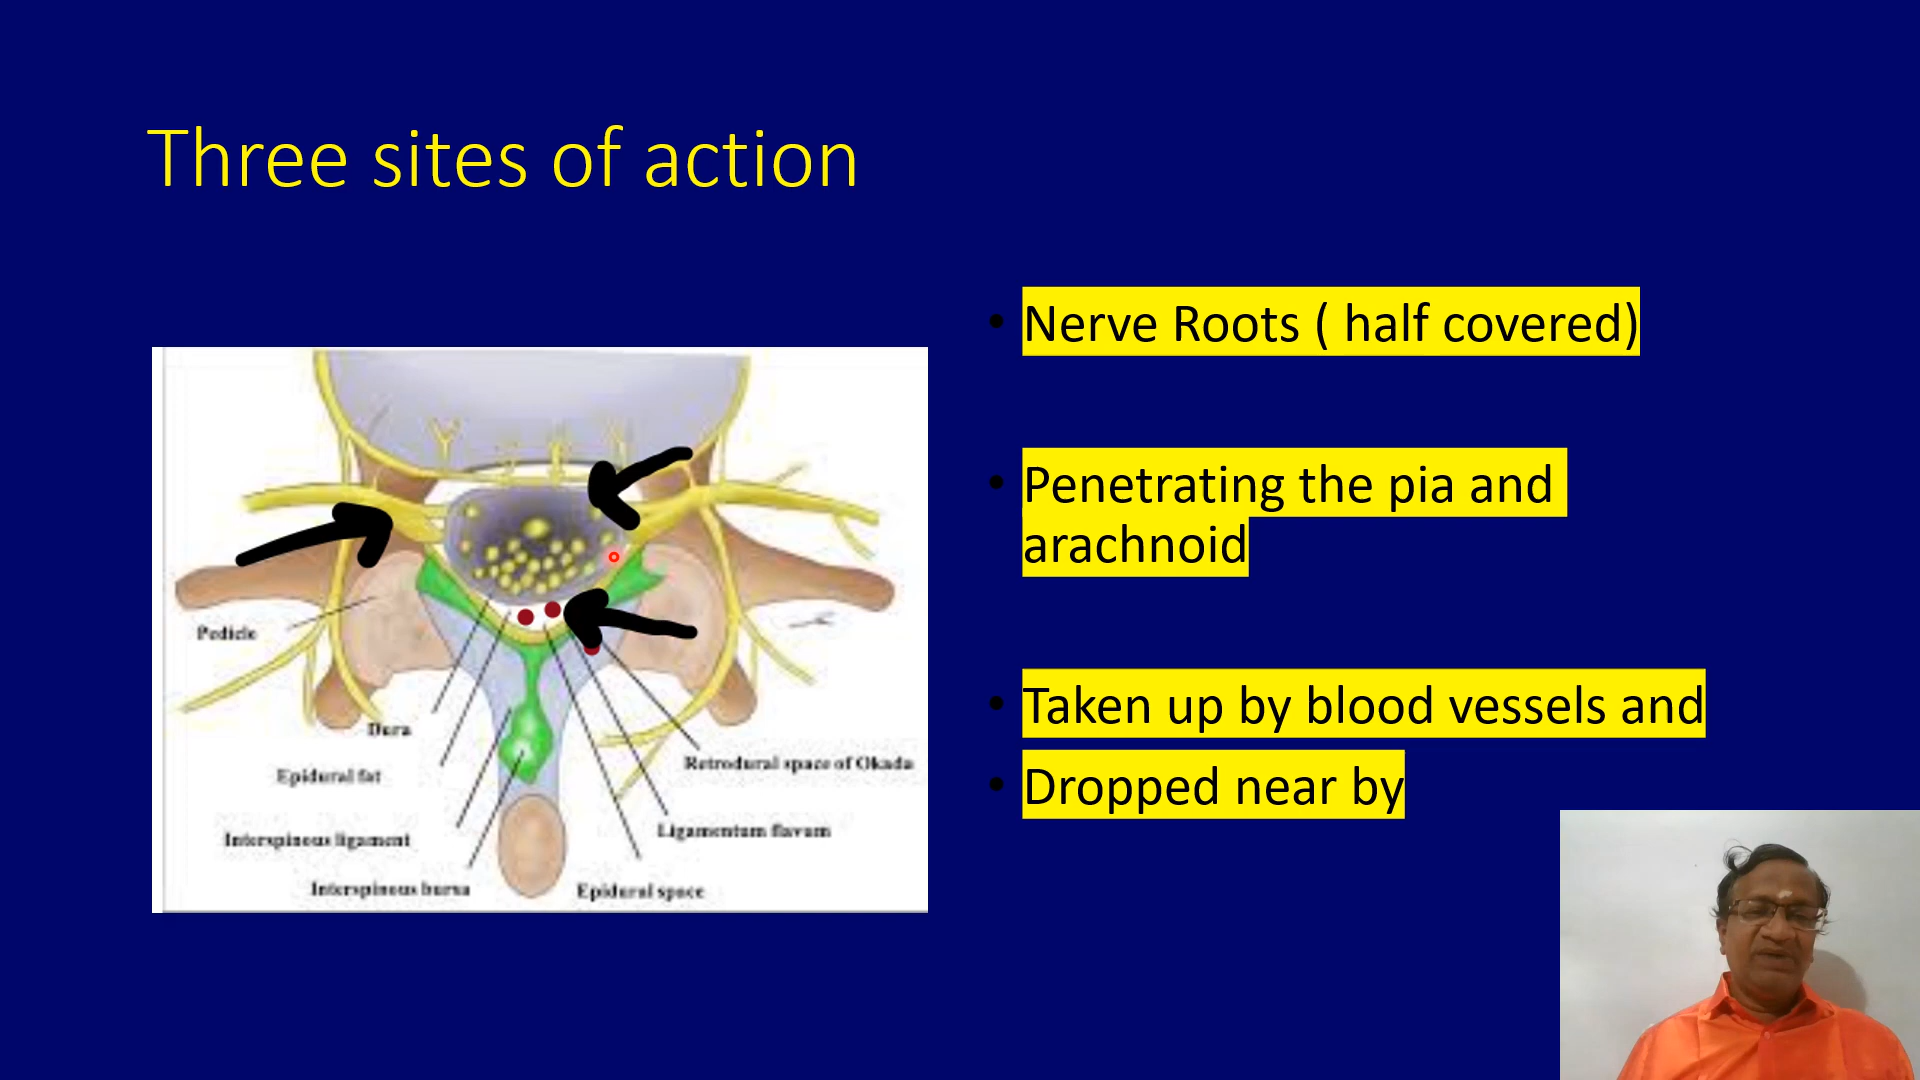 Three sites of action
• Nerve Roots ( half covered)
• Penetrating the pia and
arachnoid
• Taken up by blood vessels and
• Dropped near by
Pedicle
Dura
Epidural fat
Interspinous ligament
Interspinous bursa
Retrodural space of Okada
Ligamentum flavum
Epidural space